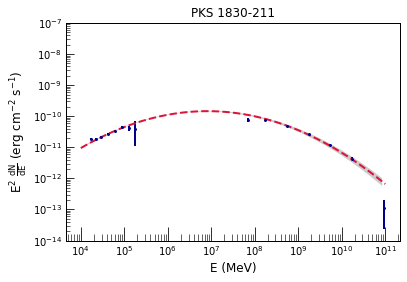 PKS 1830-211
E² dN/dE (erg cm⁻² s⁻¹)
10⁻⁷
10⁻⁸
10⁻⁹
10⁻¹⁰
10⁻¹¹
10⁻¹²
10⁻¹³
10⁻¹⁴
10⁴ 10⁵ 10⁶ 10⁷ 10⁸ 10⁹ 10¹⁰ 10¹¹
E (MeV)